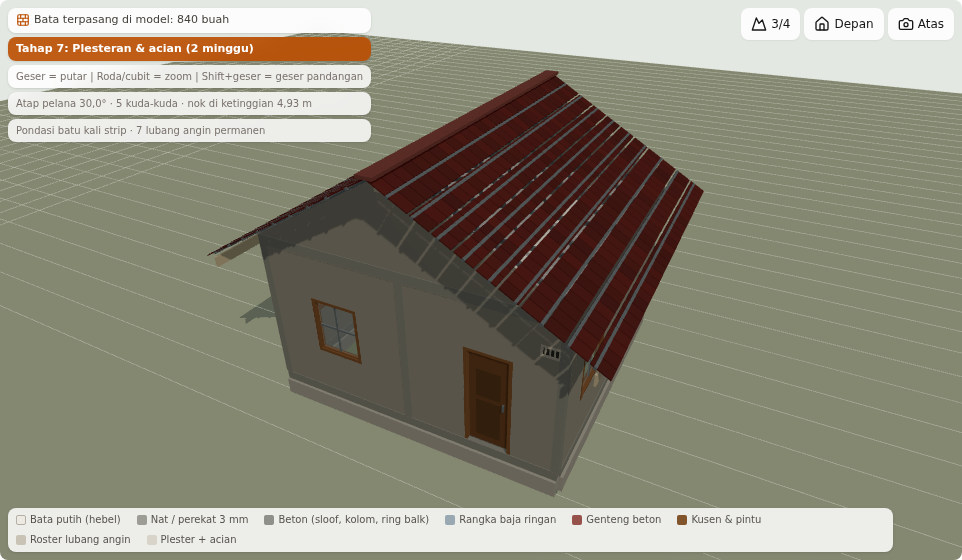 Bata terpasang di model: 840 buah
3/4
Depan
Atas
Tahap 7: Plesteran & acian (2 minggu)
Geser = putar | Roda/cubit = zoom | Shift+geser = geser pandangan
Atap pelana 30,0° · 5 kuda-kuda · nok di ketinggian 4,93 m
Pondasi batu kali strip · 7 lubang angin permanen
Bata putih (hebel)
Nat / perekat 3 mm
Beton (sloof, kolom, ring balk)
Rangka baja ringan
Genteng beton
Kusen & pintu
Roster lubang angin
Plester + acian